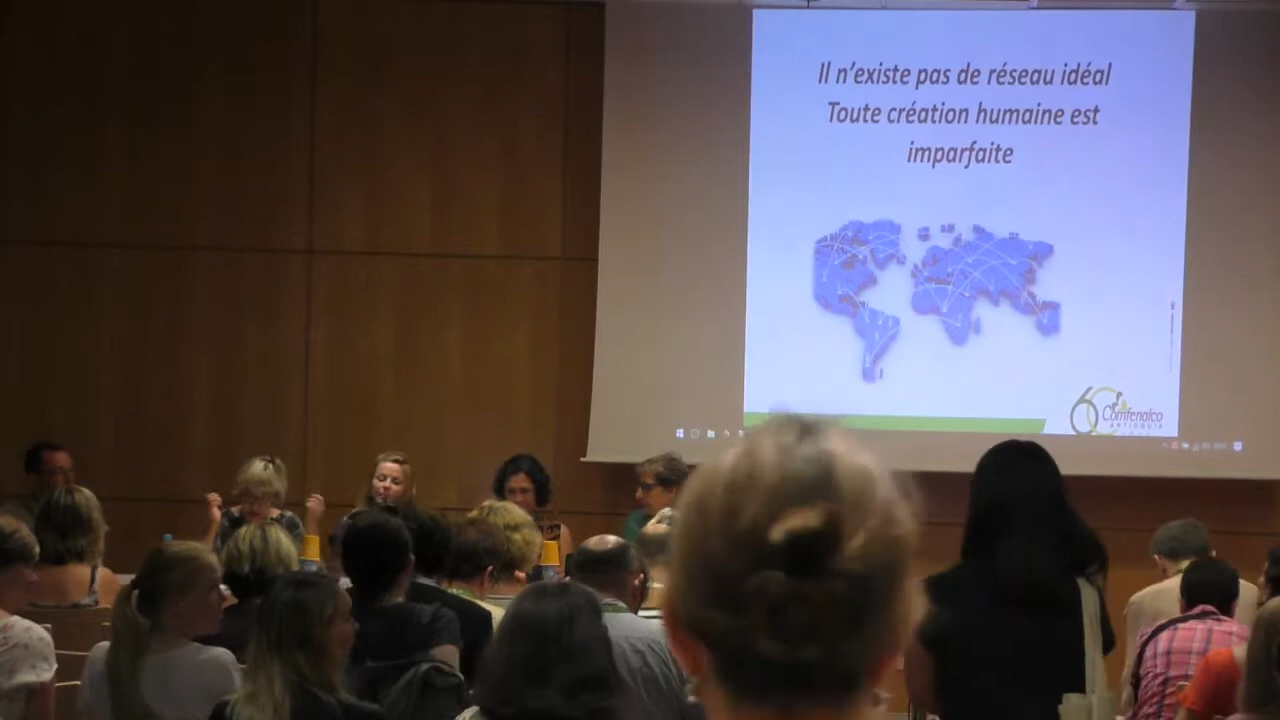 Il n'existe pas de réseau idéal
Toute création humaine est
imparfaite
60
Comfenalco
ANTIOQUIA